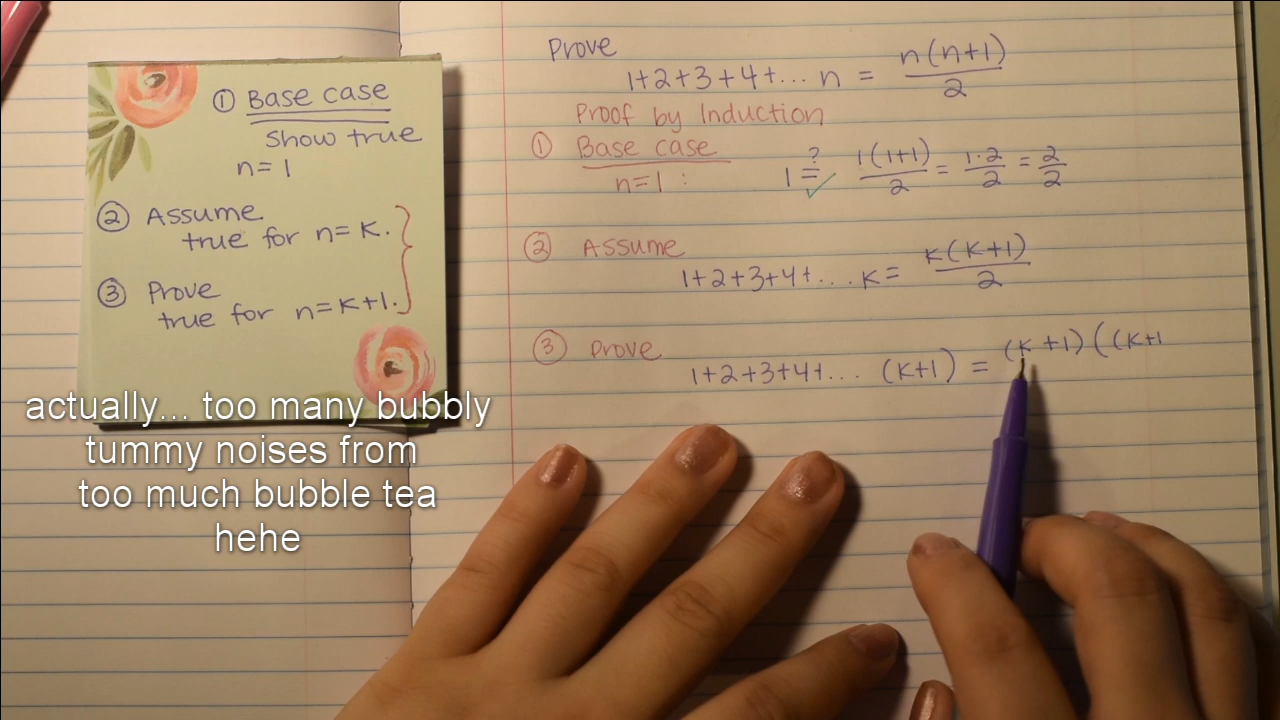 ① Base case
Show true
n = 1
② Assume
true for n = k.
③ Prove
true for n = k+1.
actually... too many bubbly
tummy noises from
too much bubble tea
hehe
Prove
1+2+3+4+... n = n(n+1)/2
Proof by Induction
① Base case
n=1 : 1 ?= ✓ 1(1+1)/2 = 1·2/2 = 2/2
② Assume
1+2+3+4+... k = k(k+1)/2
③ Prove
1+2+3+4+... (k+1) = (k+1)((k+1